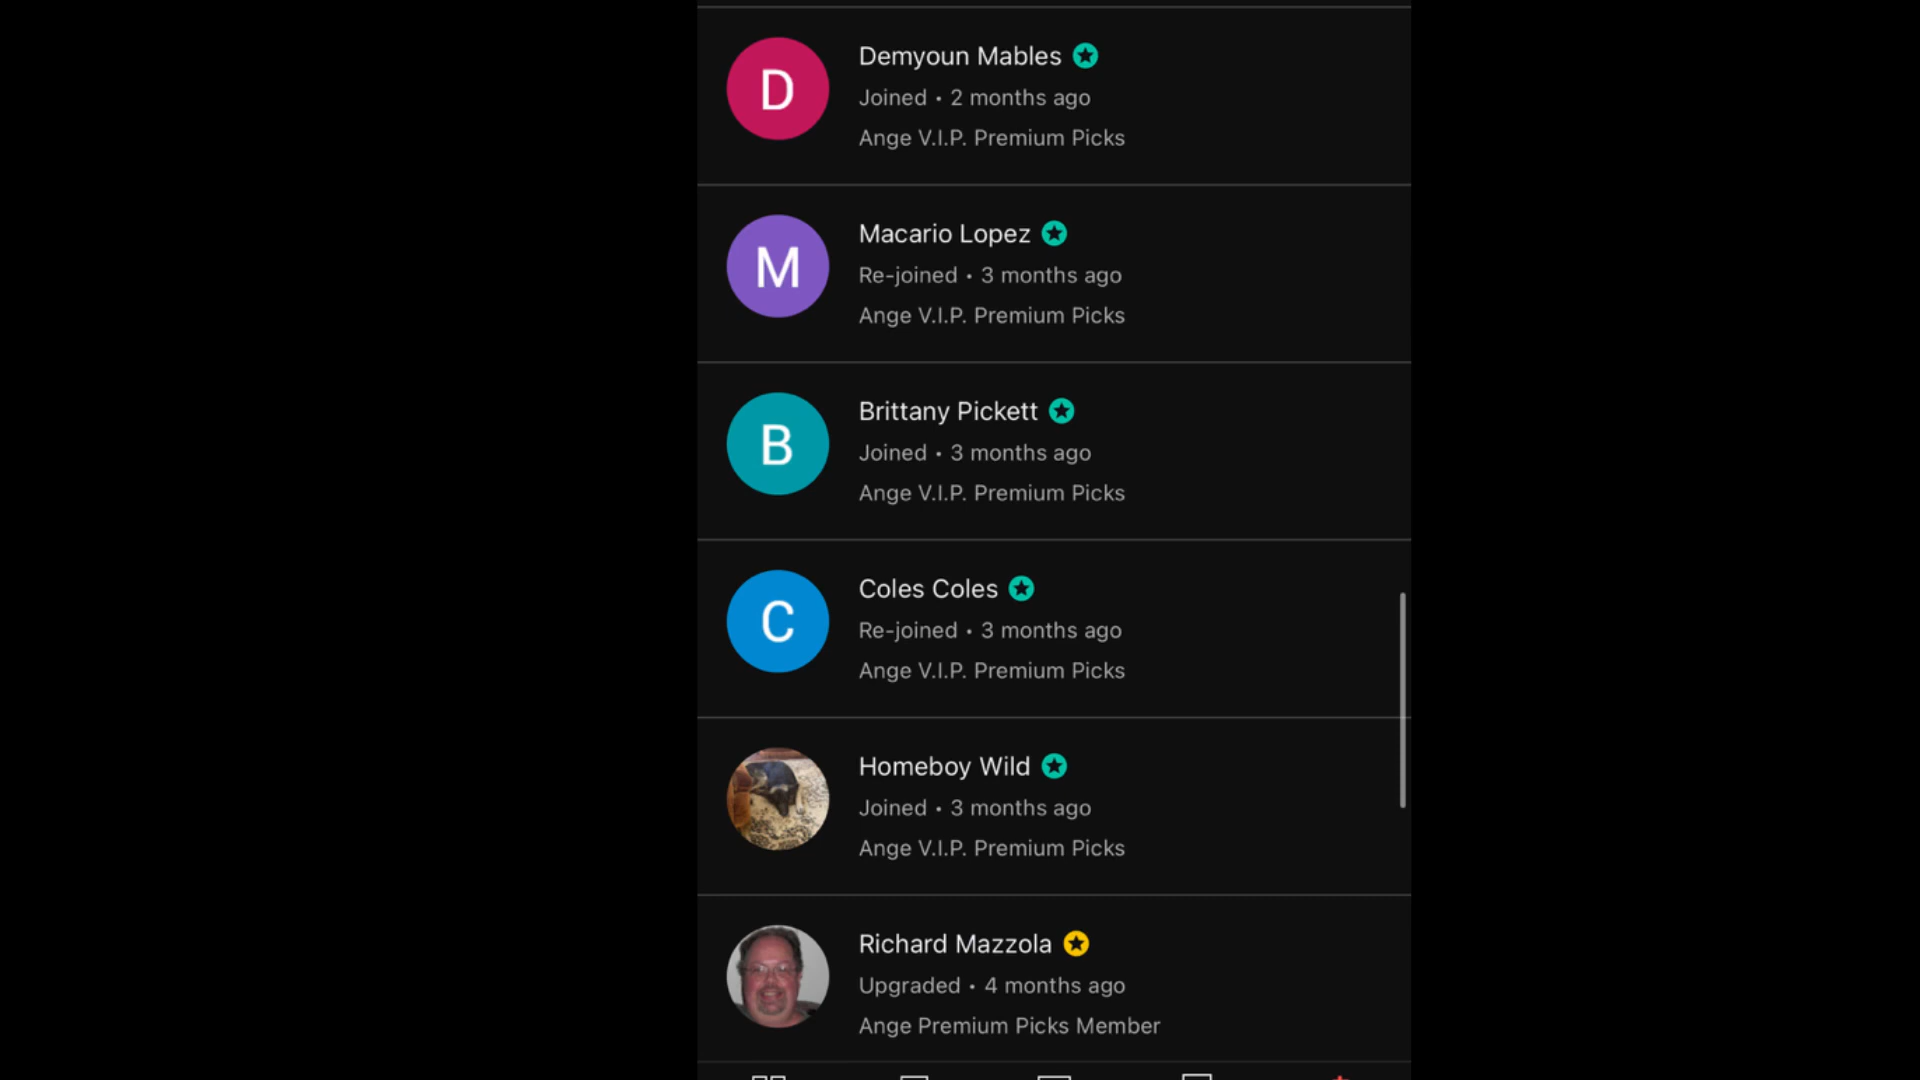 D
Demyoun Mables
Joined • 2 months ago
Ange V.I.P. Premium Picks
M
Macario Lopez
Re-joined • 3 months ago
Ange V.I.P. Premium Picks
B
Brittany Pickett
Joined • 3 months ago
Ange V.I.P. Premium Picks
C
Coles Coles
Re-joined • 3 months ago
Ange V.I.P. Premium Picks
Homeboy Wild
Joined • 3 months ago
Ange V.I.P. Premium Picks
Richard Mazzola
Upgraded • 4 months ago
Ange Premium Picks Member